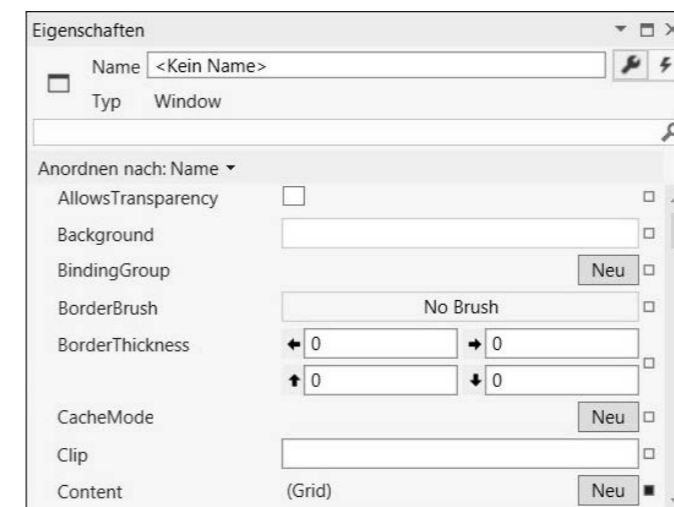 Eigenschaften
Name <Kein Name>
Typ Window
Anordnen nach: Name
AllowsTransparency
Background
BindingGroup Neu
BorderBrush No Brush
BorderThickness 0 0
0 0
CacheMode Neu
Clip
Content (Grid) Neu